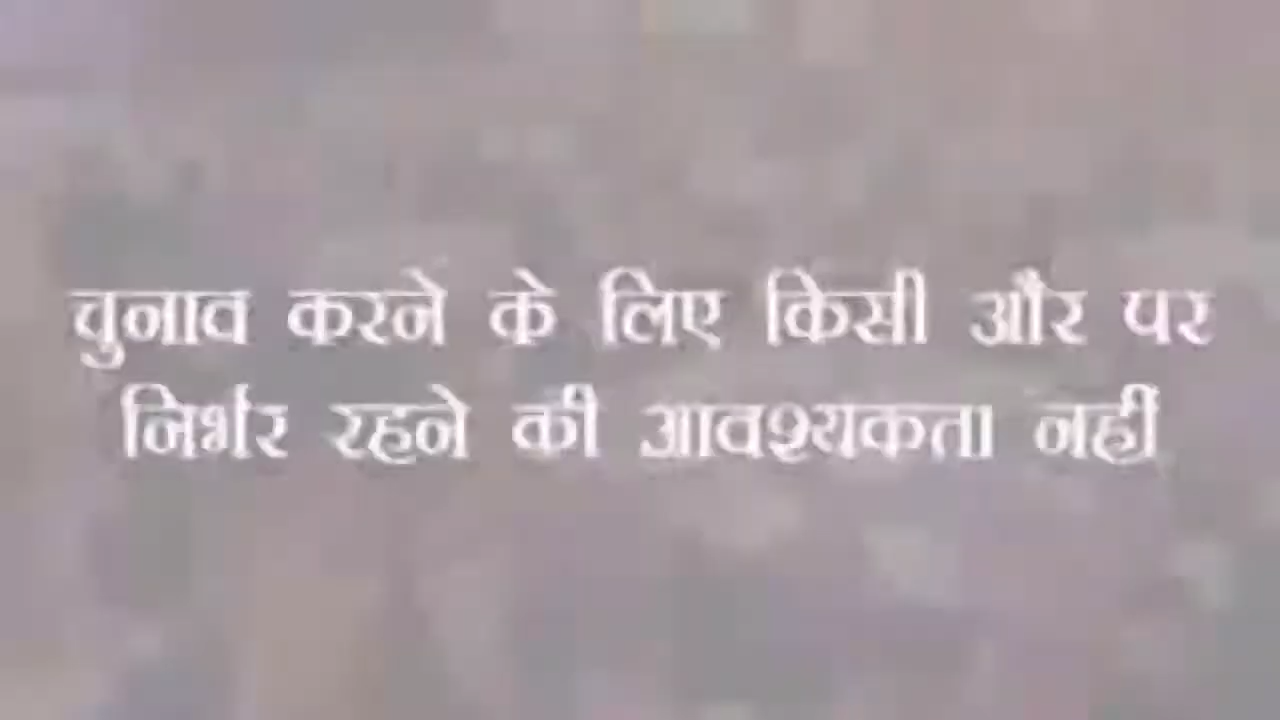 चुनाव करने के लिए किसी और पर
निर्भर रहने की आवश्यकता नहीं